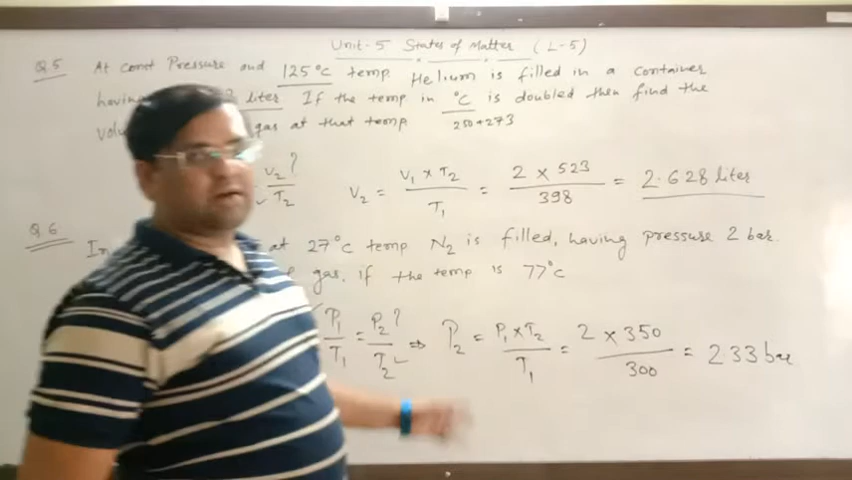 Unit-5 States of Matter (L-5)
Q.5 At const Pressure and 125°C temp Helium is filled in a container
having liter If the temp in °C is doubled then find the
gas at that temp 250+273
V₂? / T₂ V₂ = V₁ × T₂ / T₁ = 2 × 523 / 398 = 2.628 liter
Q.6 In at 27°C temp N₂ is filled, having pressure 2 bar.
gas, if the temp is 77°C
P₁ / T₁ = P₂? / T₂ ⇒ P₂ = P₁ × T₂ / T₁ = 2 × 350 / 300 = 2.33 bar